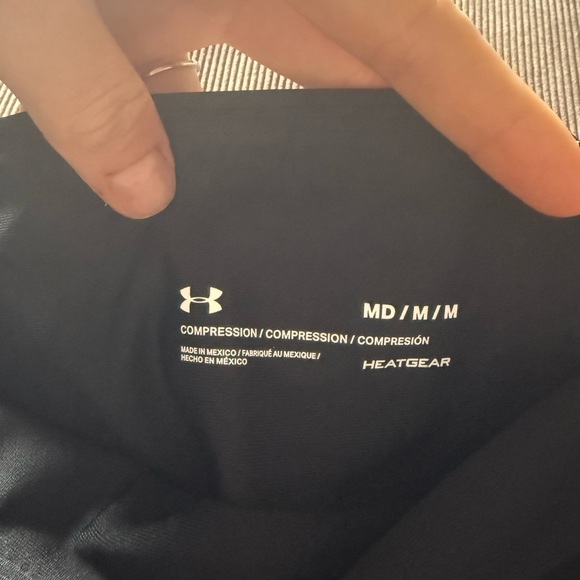 MD / M / M
COMPRESSION / COMPRESSION / COMPRESIÓN
MADE IN MEXICO / FABRIQUÉ AU MEXIQUE /
HECHO EN MÉXICO
HEATGEAR